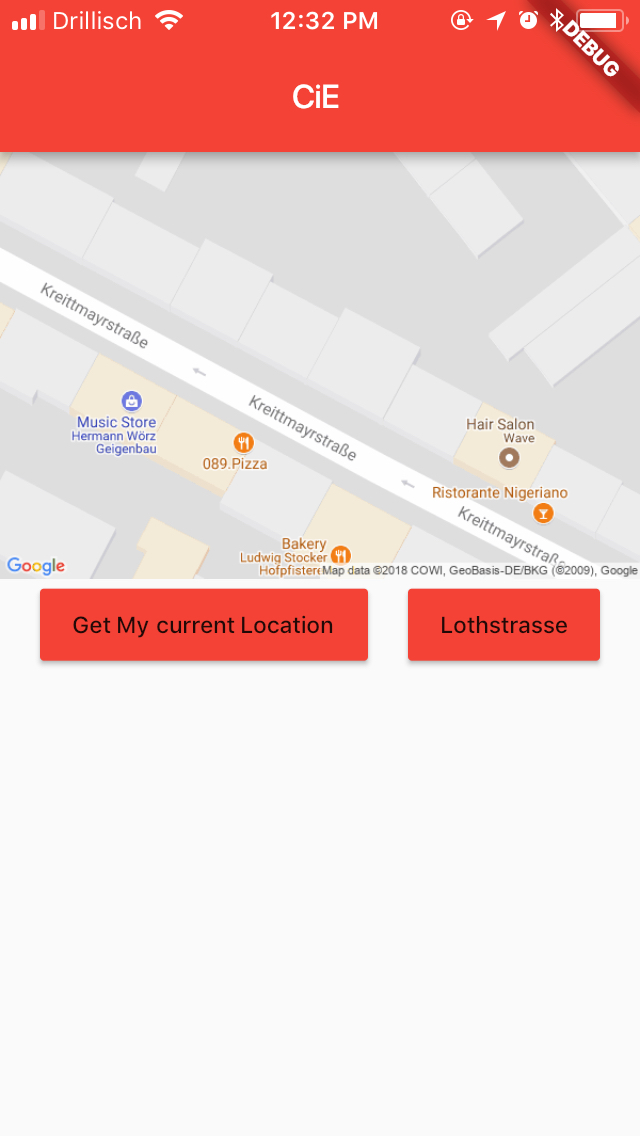 Drillisch 12:32 PM
DEBUG
CiE
Kreittmayrstraße
Kreittmayrstraße
Music Store
Hermann Wörz
Geigenbau
089.Pizza
Hair Salon
Wave
Ristorante Nigeriano
Kreittmayrstraße
Bakery
Ludwig Stocker
Hofpfistere
Google
Map data ©2018 COWI, GeoBasis-DE/BKG (©2009), Google
Get My current Location
Lothstrasse